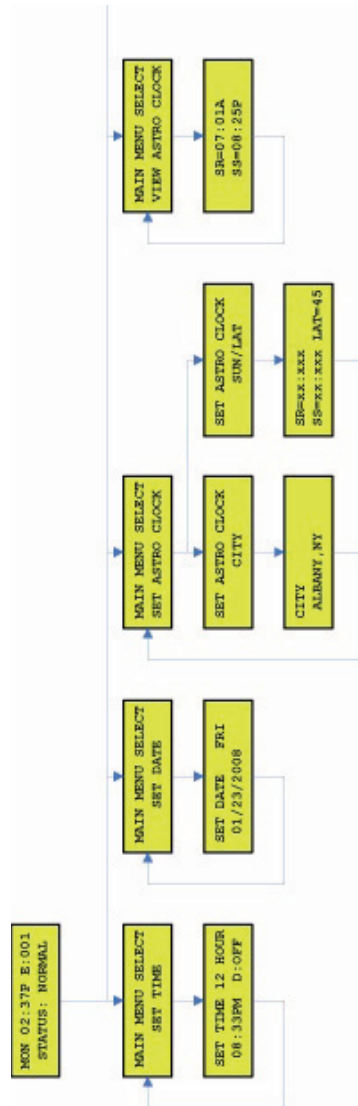 MON 02:37P E:001
STATUS: NORMAL
MAIN MENU SELECT
SET TIME
SET TIME 12 HOUR
08:33PM D:OFF
MAIN MENU SELECT
SET DATE
SET DATE FRI
01/23/2008
MAIN MENU SELECT
SET ASTRO CLOCK
SET ASTRO CLOCK
CITY
CITY
ALBANY,NY
SET ASTRO CLOCK
SUN/LAT
SR=xx:xxx
SS=xx:xxx LAT=45
MAIN MENU SELECT
VIEW ASTRO CLOCK
SR=07:01A
SS=08:25P